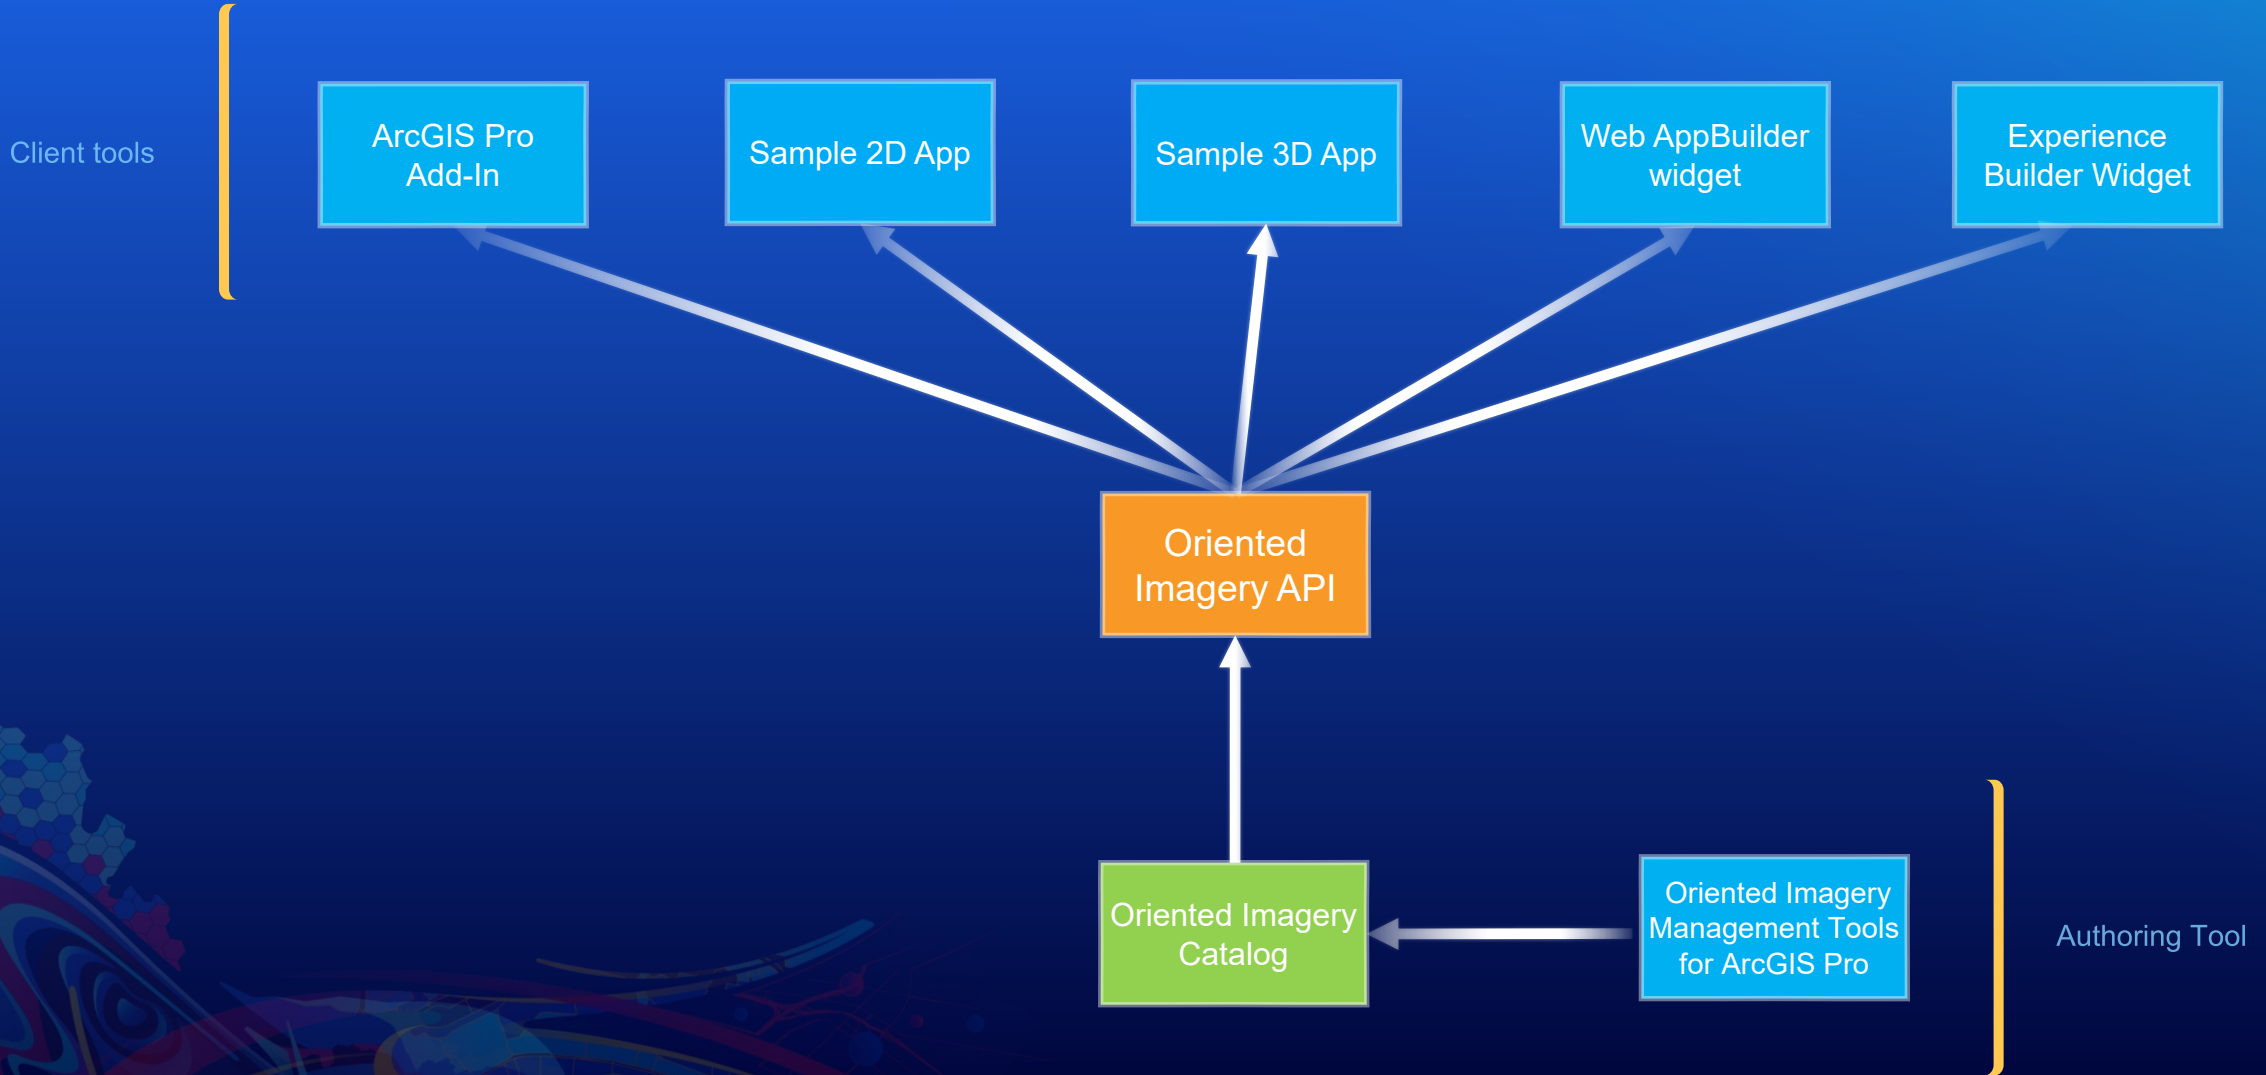 Client tools
ArcGIS Pro
Add-In
Sample 2D App
Sample 3D App
Web AppBuilder
widget
Experience
Builder Widget
Oriented
Imagery API
Oriented Imagery
Catalog
Oriented Imagery
Management Tools
for ArcGIS Pro
Authoring Tool